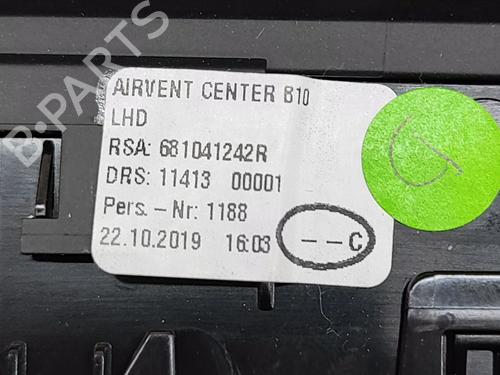 B-PARTS
AIRVENT CENTER B10
LHD
RSA: 681041242R
DRS: 11413 00001
Pers.-Nr: 1188
22.10.2019 16:03 --C